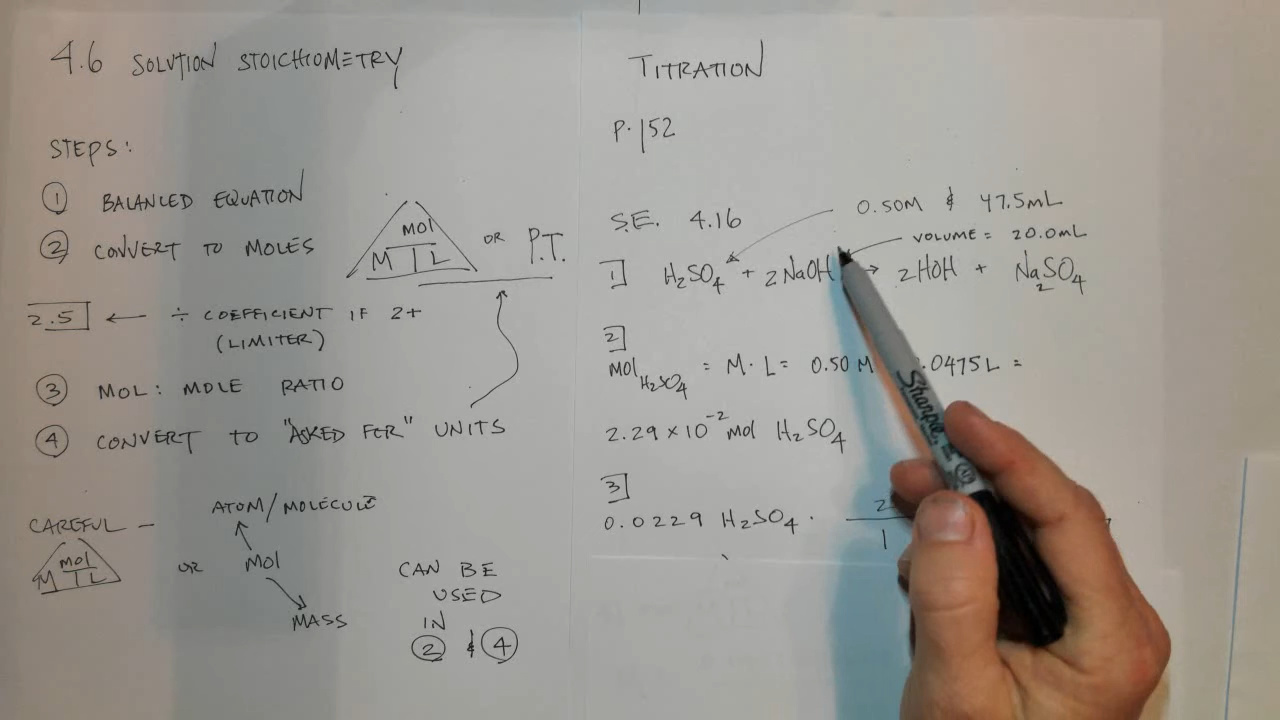 4.6 SOLUTION STOICHIOMETRY
STEPS:
① BALANCED EQUATION
② CONVERT TO MOLES
mol
M L
OR P.T.
2.5 ← ÷ COEFFICIENT IF 2+
(LIMITER)
③ MOL: MOLE RATIO
④ CONVERT TO "ASKED FOR" UNITS
CAREFUL -
mol
M L
OR
ATOM/MOLECULE
Mol
MASS
CAN BE
USED
IN
② & ④
TITRATION
P. 152
S.E. 4.16
0.50M & 47.5mL
VOLUME = 20.0mL
1 H₂SO₄ + 2NaOH → 2HOH + Na₂SO₄
2
mol H₂SO₄ = M · L = 0.50 M .0475L =
2.29 × 10⁻² mol H₂SO₄
3
0.0229 H₂SO₄ · 2
1
Sharpie